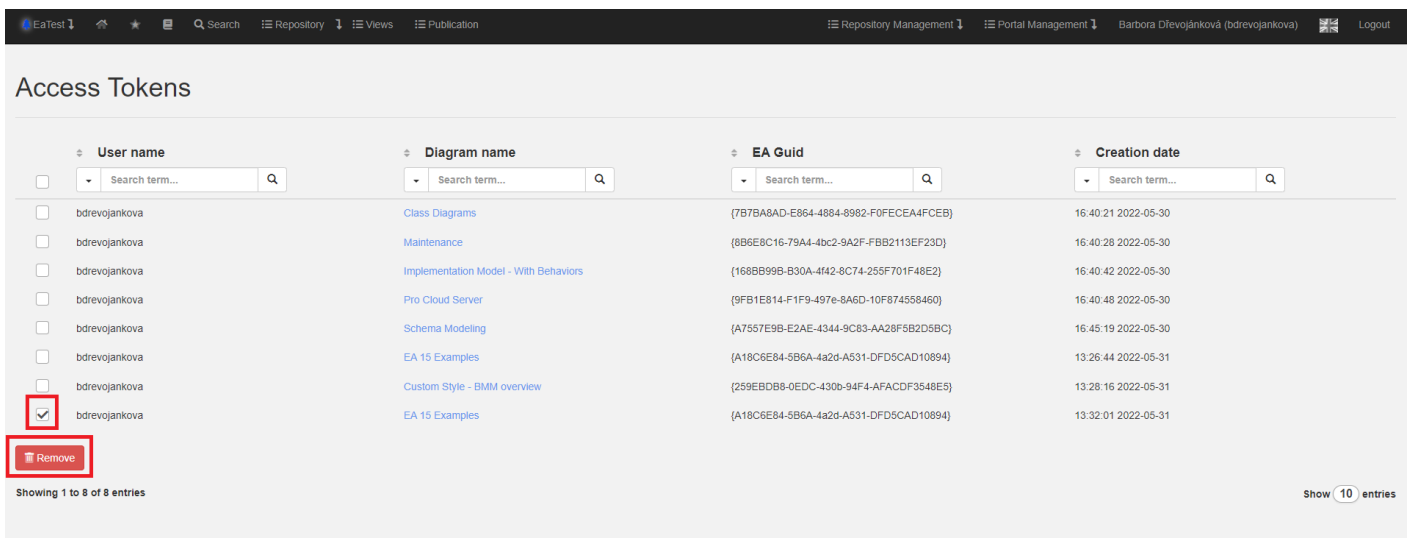 EaTest Search Repository Views Publication Repository Management Portal Management Barbora Dřevojánková (bdrevojankova) Logout
Access Tokens
User name Diagram name EA Guid Creation date
Search term... Search term... Search term... Search term...
bdrevojankova Class Diagrams {7B7BA8AD-E864-4884-8982-F0FECEA4FCEB} 16:40:21 2022-05-30
bdrevojankova Maintenance {8B6E8C16-79A4-4bc2-9A2F-FBB2113EF23D} 16:40:28 2022-05-30
bdrevojankova Implementation Model - With Behaviors {168BB99B-B30A-4f42-8C74-255F701F48E2} 16:40:42 2022-05-30
bdrevojankova Pro Cloud Server {9FB1E814-F1F9-497e-8A6D-10F874558460} 16:40:48 2022-05-30
bdrevojankova Schema Modeling {A7557E9B-E2AE-4344-9C83-AA28F5B2D5BC} 16:45:19 2022-05-30
bdrevojankova EA 15 Examples {A18C6E84-5B6A-4a2d-A531-DFD5CAD10894} 13:26:44 2022-05-31
bdrevojankova Custom Style - BMM overview {259EBDB8-0EDC-430b-94F4-AFACDF3548E5} 13:28:16 2022-05-31
bdrevojankova EA 15 Examples {A18C6E84-5B6A-4a2d-A531-DFD5CAD10894} 13:32:01 2022-05-31
Remove
Showing 1 to 8 of 8 entries Show 10 entries